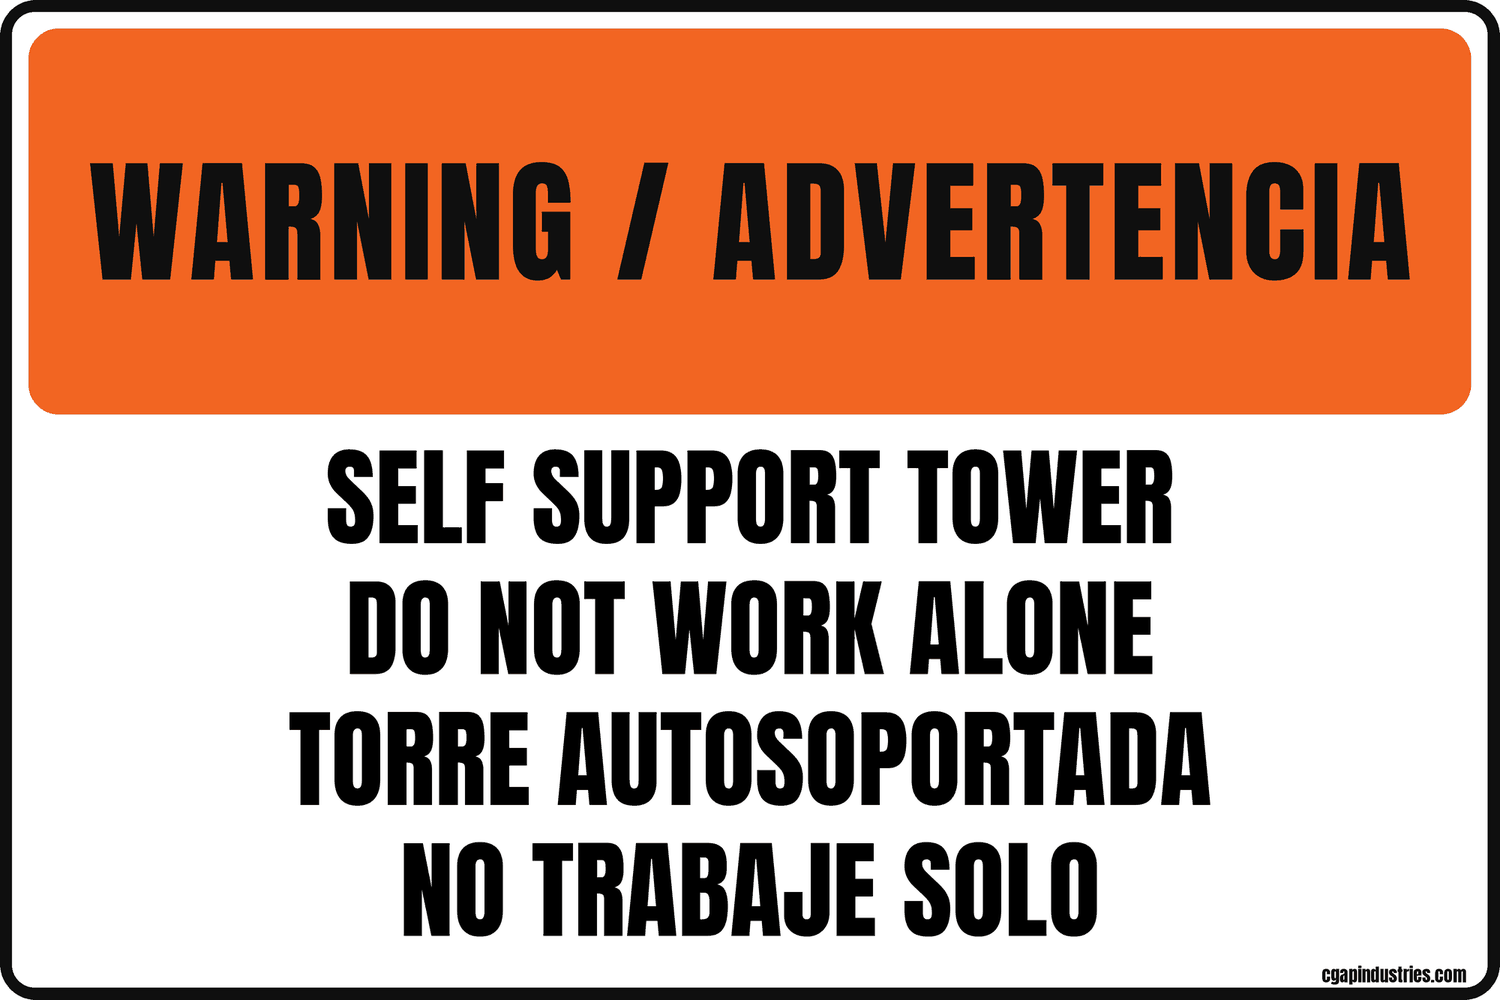 WARNING / ADVERTENCIA
SELF SUPPORT TOWER
DO NOT WORK ALONE
TORRE AUTOSOPORTADA
NO TRABAJE SOLO
cgapindustries.com